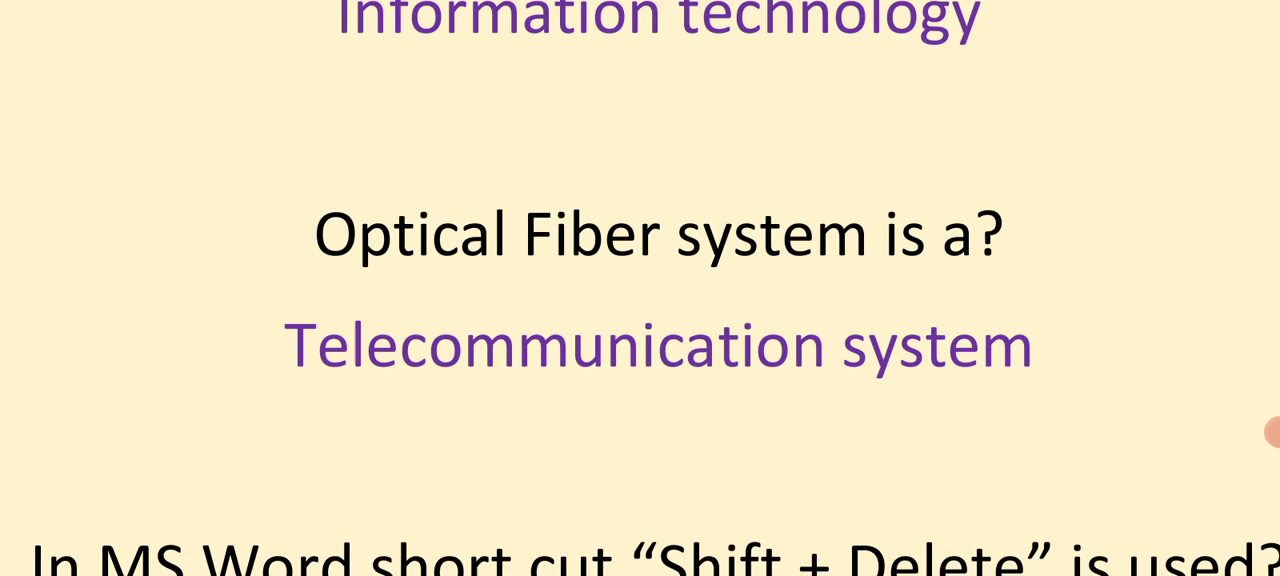 Information technology
Optical Fiber system is a?
Telecommunication system
In MS Word short cut “Shift + Delete” is used?